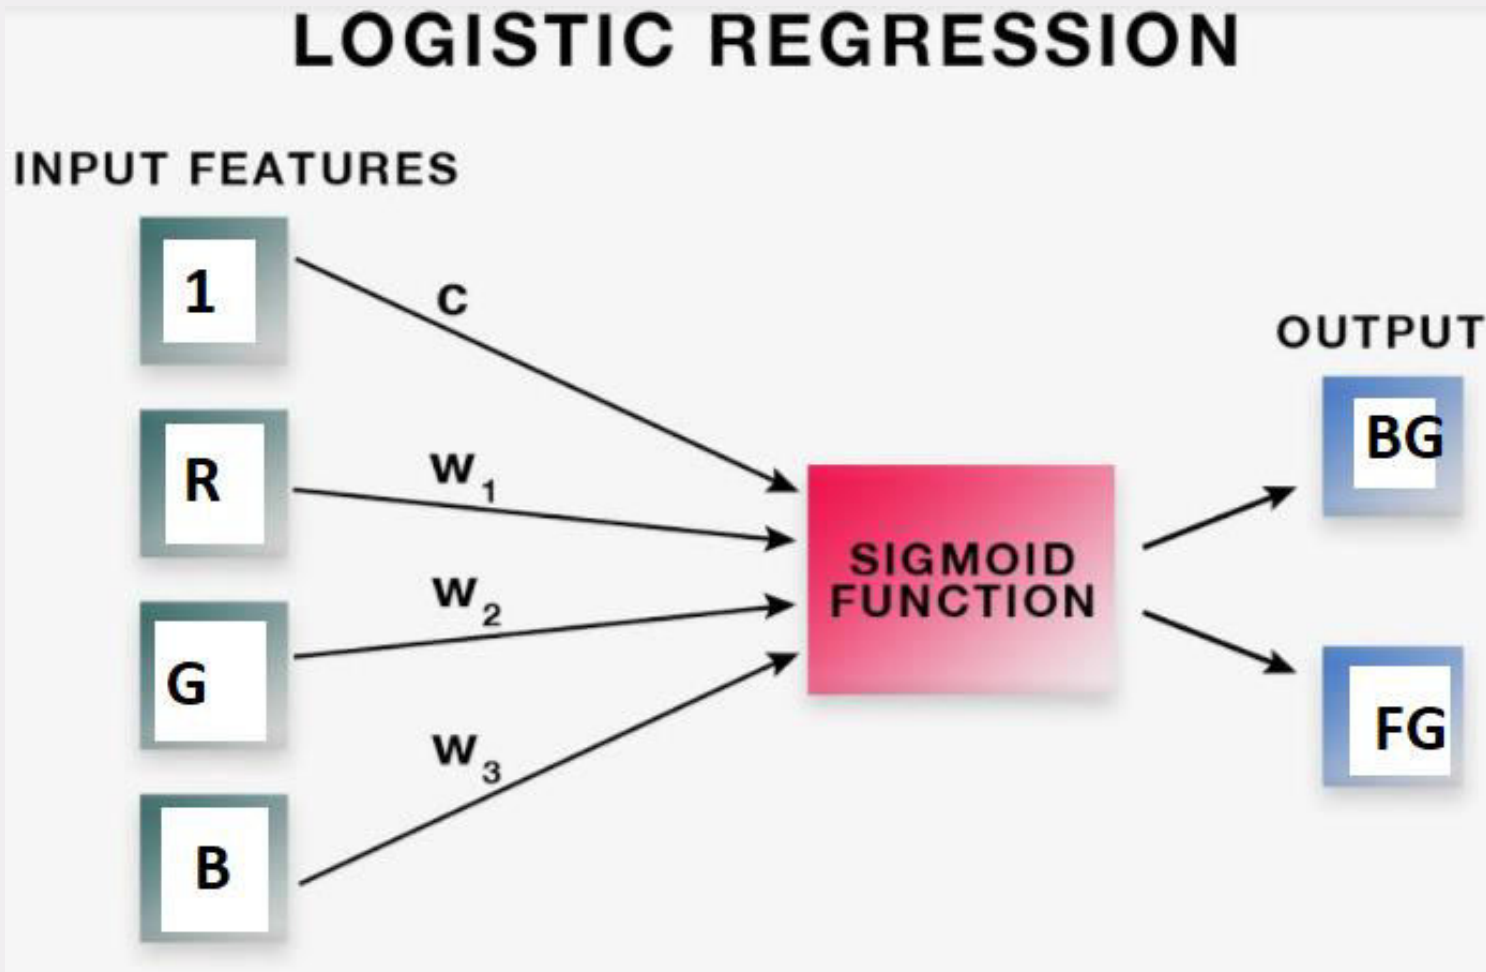 LOGISTIC REGRESSION
INPUT FEATURES
1
C
R
W1
G
W2
B
W3
SIGMOID
FUNCTION
OUTPUT
BG
FG